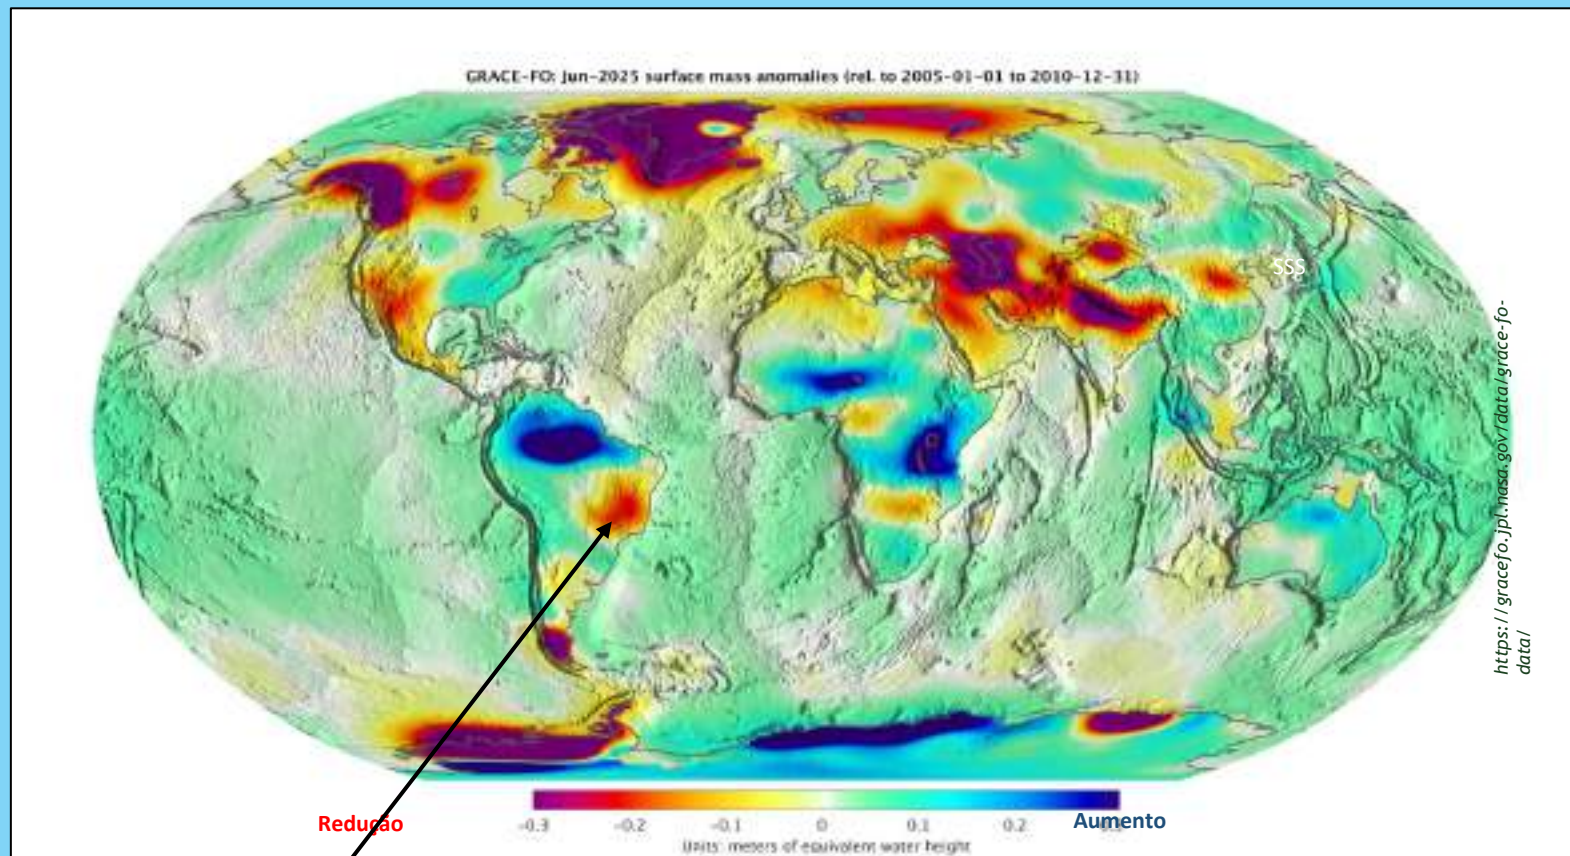 GRACE-FO: Jun-2025 surface mass anomalies (rel. to 2005-01-01 to 2010-12-31)
SSS
https://gracefo.jpl.nasa.gov/data/grace-fo-
data/
Redução
Aumento
-0.3 -0.2 -0.1 0 0.1 0.2
Units: meters of equivalent water height